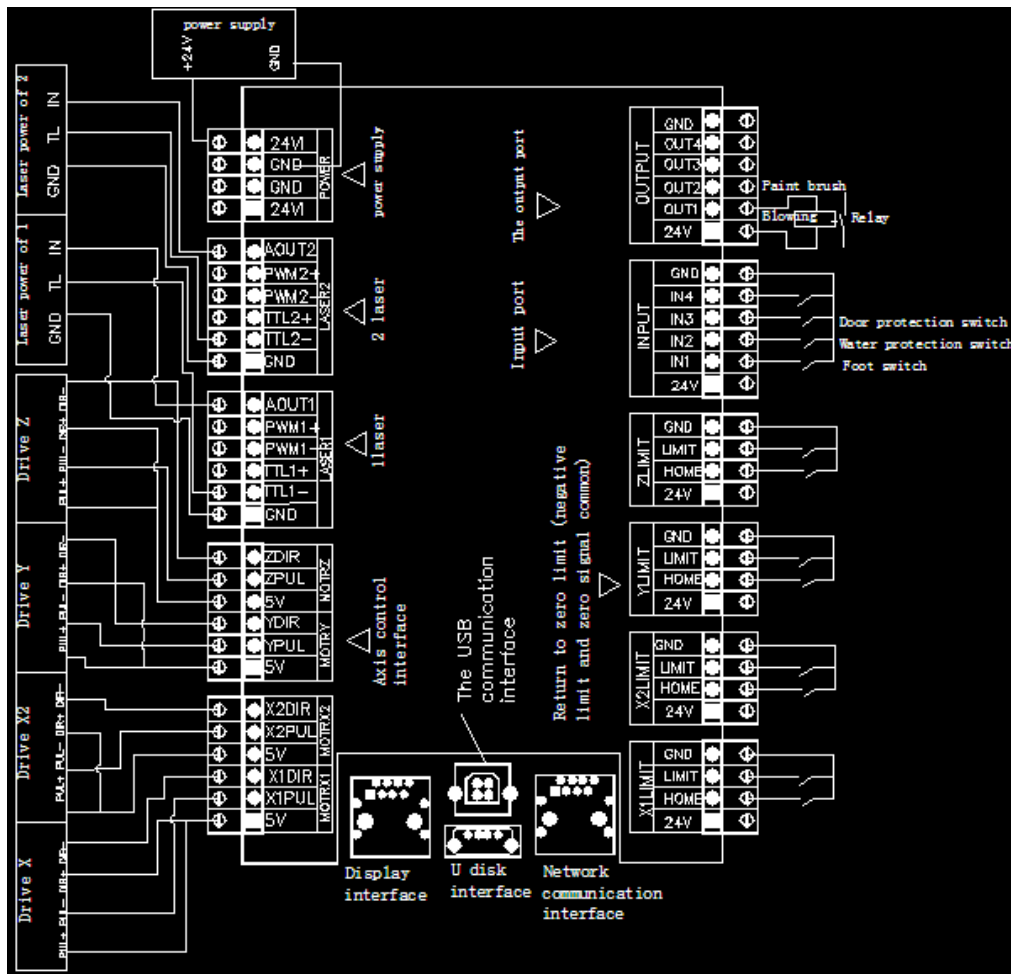 power supply
+24V
GND
Laser power of 2
IN
TL
GND
Laser power of 1
IN
TL
GND
Drive Z
DIR-
DIR+
PUL-
PUL+
Drive Y
DIR-
DIR+
PUL-
PUL+
Drive X2
DIR-
DIR+
PUL-
PUL+
Drive X
DIR-
DIR+
PUL-
PUL+
24VI
GND
GND
24VI
POWER
power supply
AOUT2
PWM2+
PWM2-
TTL2+
TTL2-
GND
LASER2
2 laser
AOUT1
PWM1+
PWM1-
TTL1+
TTL1-
GND
LASER1
1laser
ZDIR
ZPUL
5V
YDIR
YPUL
5V
MOTRZ
MOTRY
Axis control
interface
X2DIR
X2PUL
5V
X1DIR
X1PUL
5V
MOTRX2
MOTRX1
The USB
communication
interface
Display
interface
U disk
interface
Network
communication
interface
The output port
OUTPUT
GND
OUT4
OUT3
OUT2
OUT1
24V
Paint brush
Blowing
Relay
Input port
INPUT
GND
IN4
IN3
IN2
IN1
24V
Door protection switch
Water protection switch
Foot switch
Return to zero limit (negative
limit and zero signal common)
ZLIMIT
GND
LIMIT
HOME
24V
YLIMIT
GND
LIMIT
HOME
24V
X2LIMIT
GND
LIMIT
HOME
24V
X1LIMIT
GND
LIMIT
HOME
24V